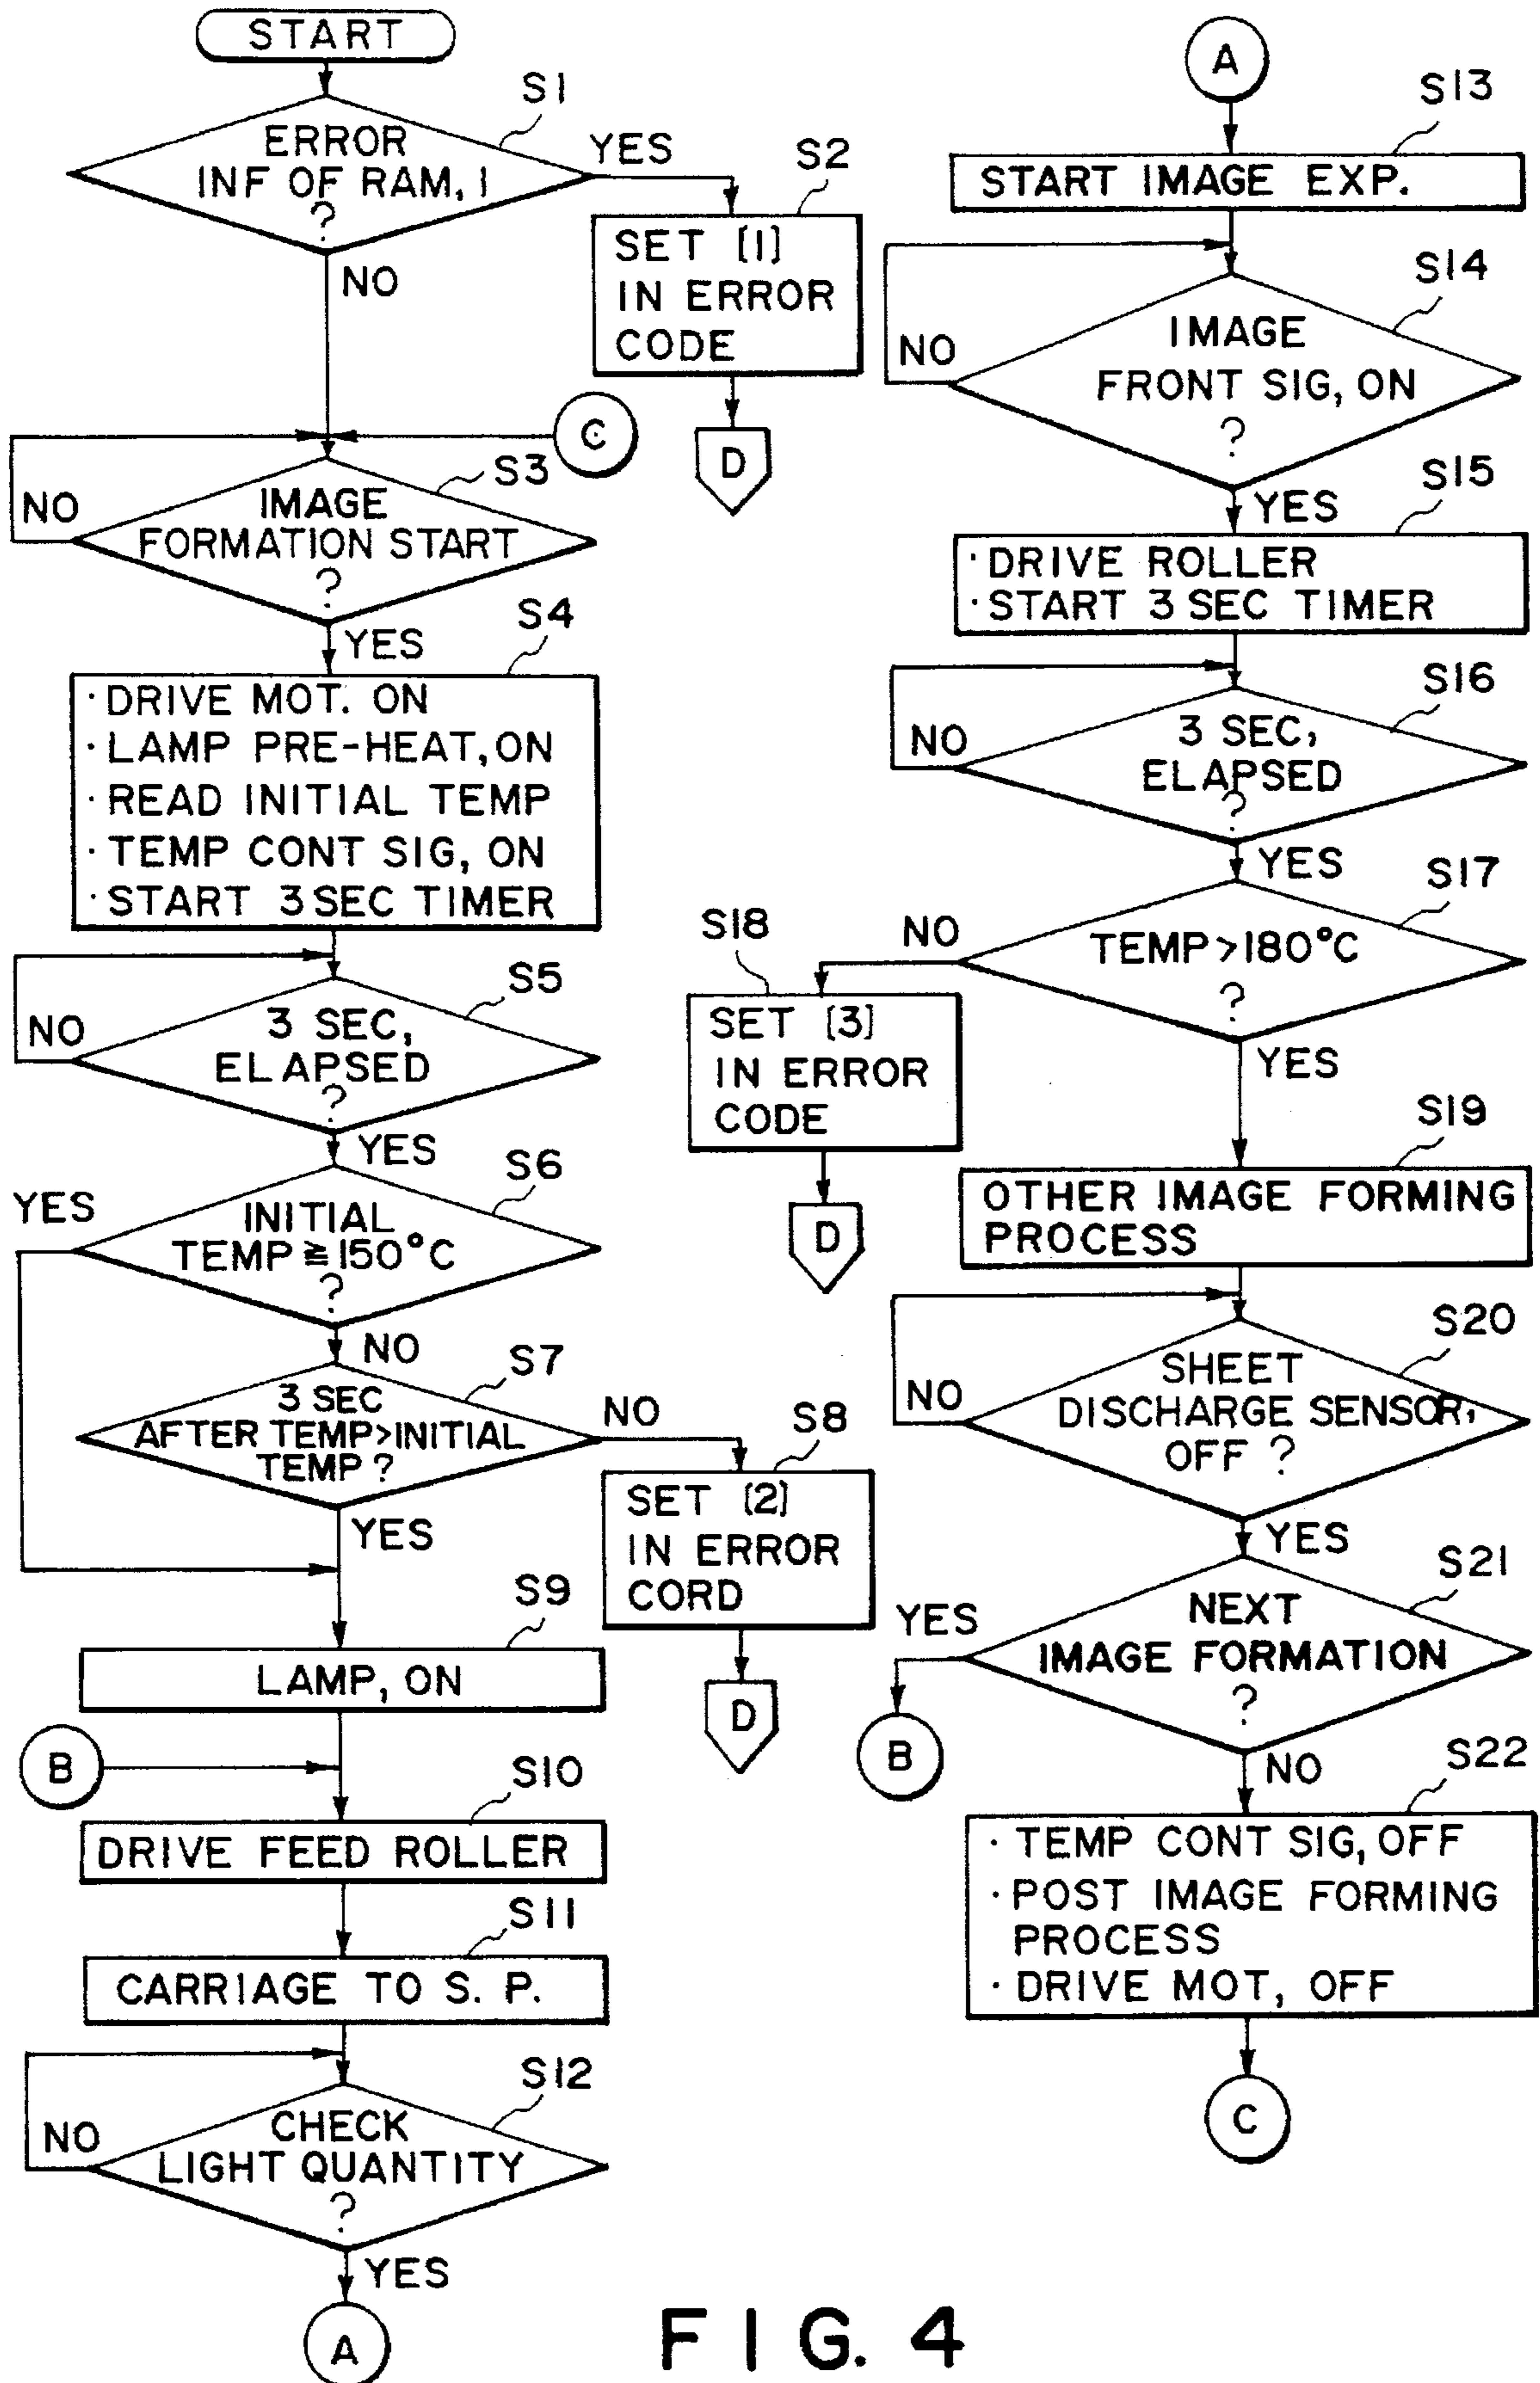 START
S1
ERROR
INF OF RAM, 1
?
YES
NO
S2
SET [1]
IN ERROR
CODE
D
C
S3
IMAGE
FORMATION START
?
NO
YES
S4
·DRIVE MOT. ON
·LAMP PRE-HEAT, ON
·READ INITIAL TEMP
·TEMP CONT SIG, ON
·START 3 SEC TIMER
S5
3 SEC,
ELAPSED
?
NO
YES
S6
INITIAL
TEMP ≧ 150°C
?
YES
NO
S7
3 SEC
AFTER TEMP>INITIAL
TEMP ?
NO
YES
S8
SET [2]
IN ERROR
CORD
D
S9
LAMP, ON
B
S10
DRIVE FEED ROLLER
S11
CARRIAGE TO S. P.
S12
CHECK
LIGHT QUANTITY
?
NO
YES
A
A
S13
START IMAGE EXP.
S14
IMAGE
FRONT SIG, ON
?
NO
YES
S15
·DRIVE ROLLER
·START 3 SEC TIMER
S16
3 SEC,
ELAPSED
?
NO
YES
S17
TEMP > 180°C
?
NO
YES
S18
SET [3]
IN ERROR
CODE
D
S19
OTHER IMAGE FORMING
PROCESS
S20
SHEET
DISCHARGE SENSOR,
OFF ?
NO
YES
S21
NEXT
IMAGE FORMATION
?
YES
NO
B
S22
·TEMP CONT SIG, OFF
·POST IMAGE FORMING
PROCESS
·DRIVE MOT, OFF
C
FIG. 4